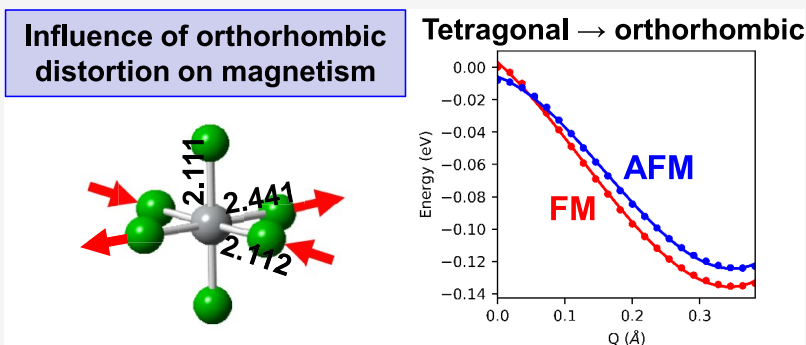 Influence of orthorhombic
distortion on magnetism
2.111
2.441
2.112
Tetragonal → orthorhombic
Energy (eV)
0.00
−0.02
−0.04
−0.06
−0.08
−0.10
−0.12
−0.14
AFM
FM
0.0 0.1 0.2 0.3
Q (Å)